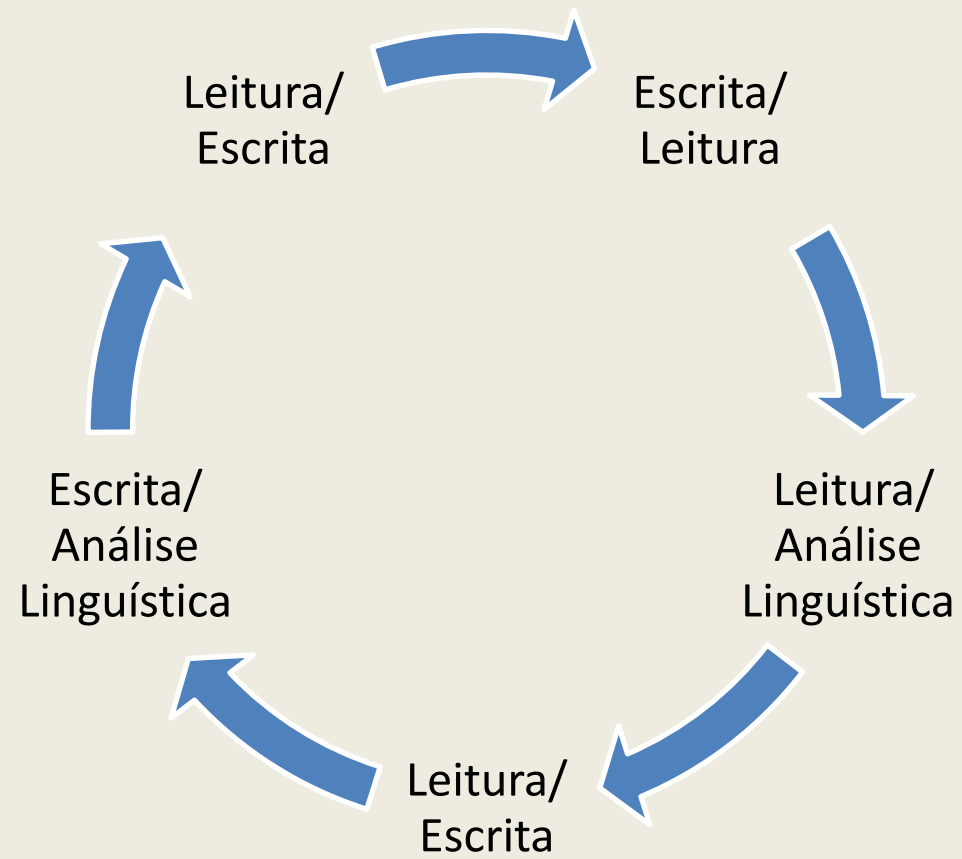 Leitura/
Escrita
Escrita/
Leitura
Leitura/
Análise
Linguística
Leitura/
Escrita
Escrita/
Análise
Linguística